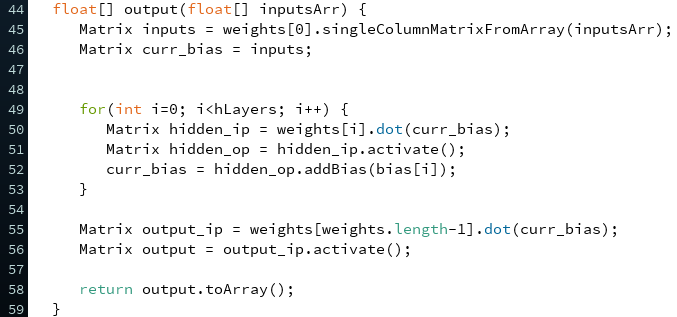 44 float[] output(float[] inputsArr) {
45 Matrix inputs = weights[0].singleColumnMatrixFromArray(inputsArr);
46 Matrix curr_bias = inputs;
47
48
49 for(int i=0; i<hLayers; i++) {
50 Matrix hidden_ip = weights[i].dot(curr_bias);
51 Matrix hidden_op = hidden_ip.activate();
52 curr_bias = hidden_op.addBias(bias[i]);
53 }
54
55 Matrix output_ip = weights[weights.length-1].dot(curr_bias);
56 Matrix output = output_ip.activate();
57
58 return output.toArray();
59 }